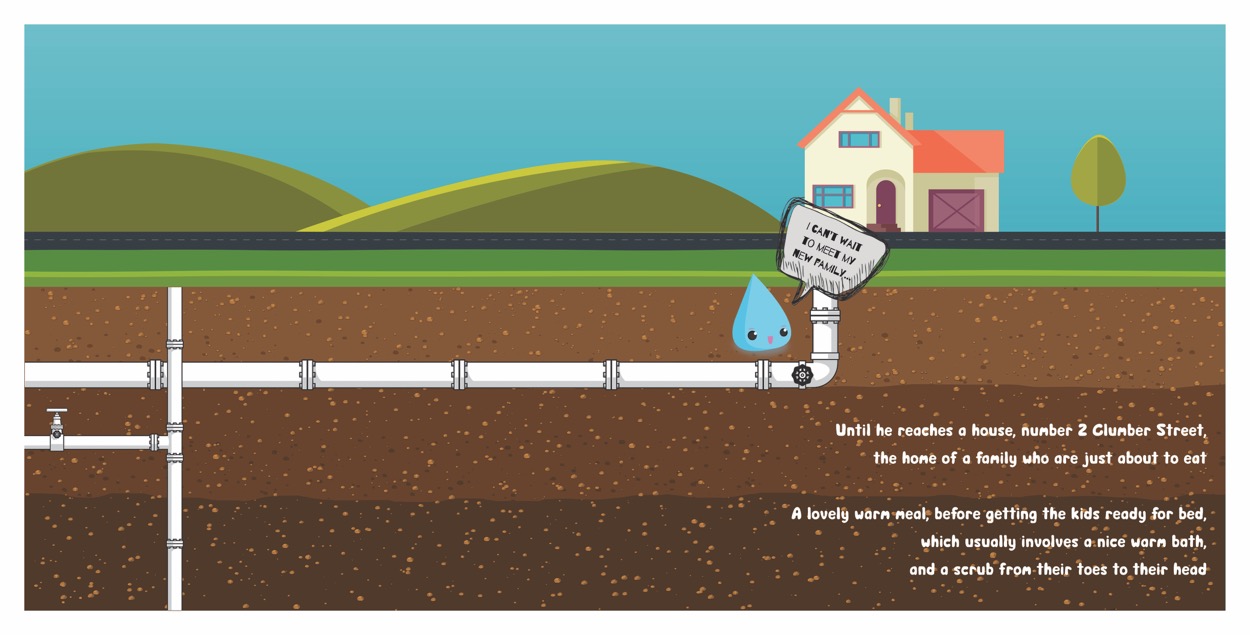 I CAN'T WAIT
TO MEET MY
NEW FAMILY...
Until he reaches a house, number 2 Clumber Street,
the home of a family who are just about to eat
A lovely warm meal, before getting the kids ready for bed,
which usually involves a nice warm bath,
and a scrub from their toes to their head